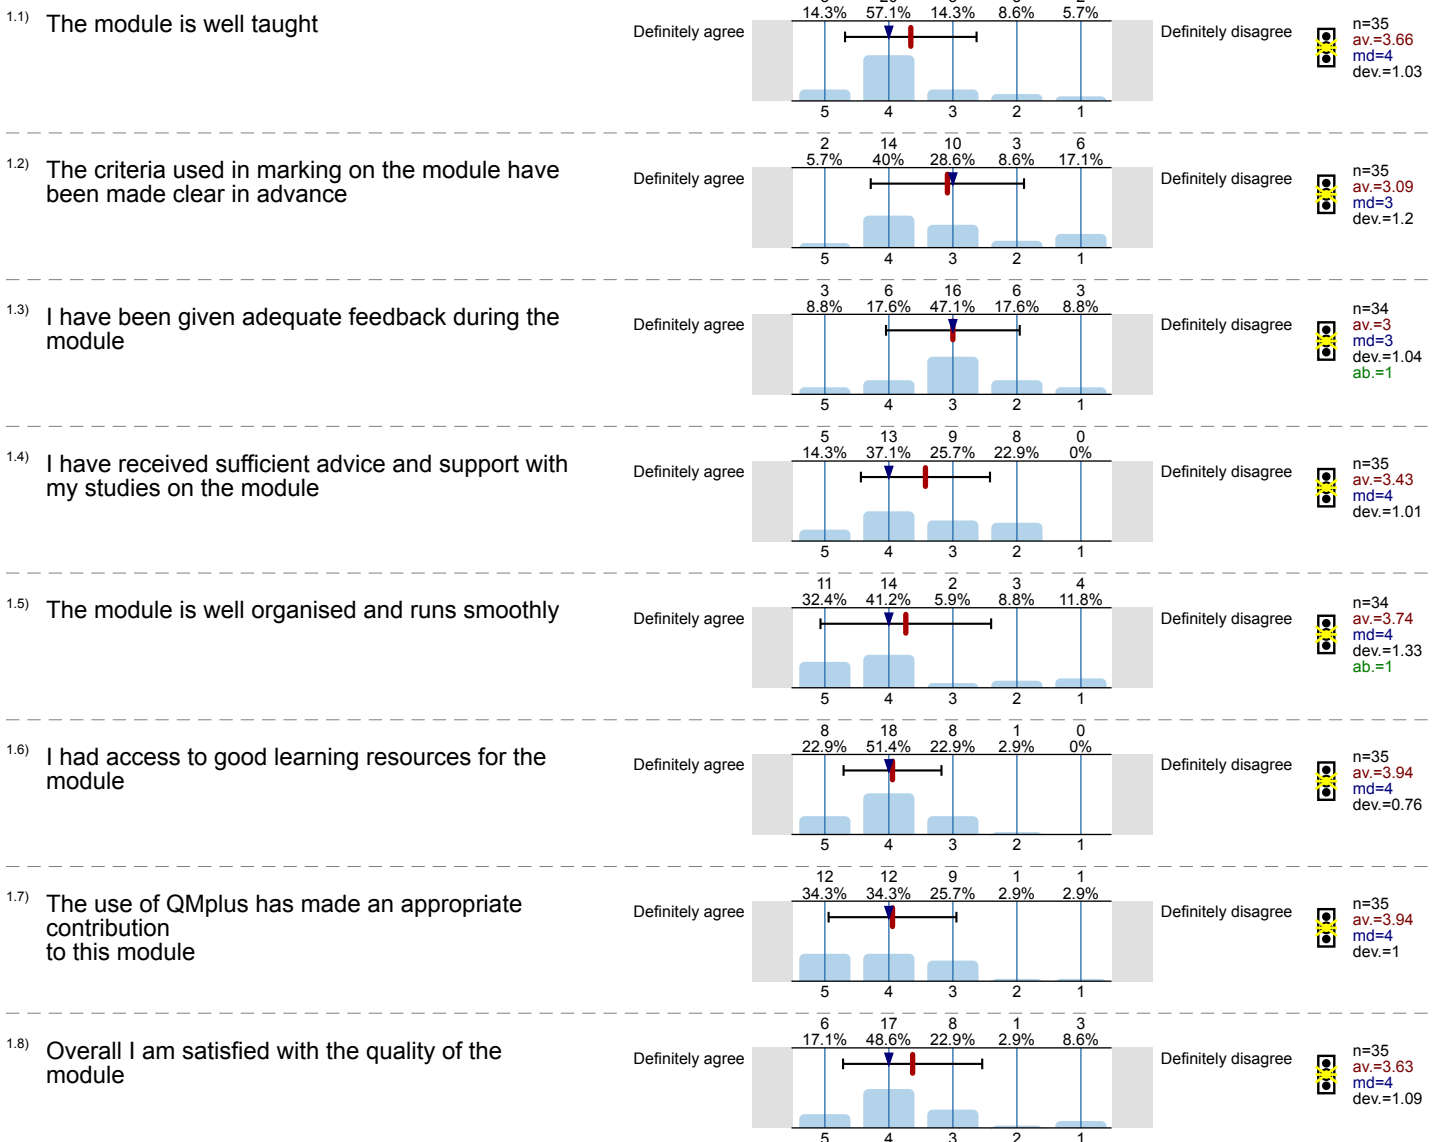 14.3% 57.1% 14.3% 8.6% 5.7%
1.1) The module is well taught
Definitely agree
Definitely disagree
n=35
av.=3.66
md=4
dev.=1.03
5 4 3 2 1
2 14 10 3 6
5.7% 40% 28.6% 8.6% 17.1%
1.2) The criteria used in marking on the module have
been made clear in advance
Definitely agree
Definitely disagree
n=35
av.=3.09
md=3
dev.=1.2
5 4 3 2 1
3 6 16 6 3
8.8% 17.6% 47.1% 17.6% 8.8%
1.3) I have been given adequate feedback during the
module
Definitely agree
Definitely disagree
n=34
av.=3
md=3
dev.=1.04
ab.=1
5 4 3 2 1
5 13 9 8 0
14.3% 37.1% 25.7% 22.9% 0%
1.4) I have received sufficient advice and support with
my studies on the module
Definitely agree
Definitely disagree
n=35
av.=3.43
md=4
dev.=1.01
5 4 3 2 1
11 14 2 3 4
32.4% 41.2% 5.9% 8.8% 11.8%
1.5) The module is well organised and runs smoothly
Definitely agree
Definitely disagree
n=34
av.=3.74
md=4
dev.=1.33
ab.=1
5 4 3 2 1
8 18 8 1 0
22.9% 51.4% 22.9% 2.9% 0%
1.6) I had access to good learning resources for the
module
Definitely agree
Definitely disagree
n=35
av.=3.94
md=4
dev.=0.76
5 4 3 2 1
12 12 9 1 1
34.3% 34.3% 25.7% 2.9% 2.9%
1.7) The use of QMplus has made an appropriate
contribution
to this module
Definitely agree
Definitely disagree
n=35
av.=3.94
md=4
dev.=1
5 4 3 2 1
6 17 8 1 3
17.1% 48.6% 22.9% 2.9% 8.6%
1.8) Overall I am satisfied with the quality of the
module
Definitely agree
Definitely disagree
n=35
av.=3.63
md=4
dev.=1.09
5 4 3 2 1